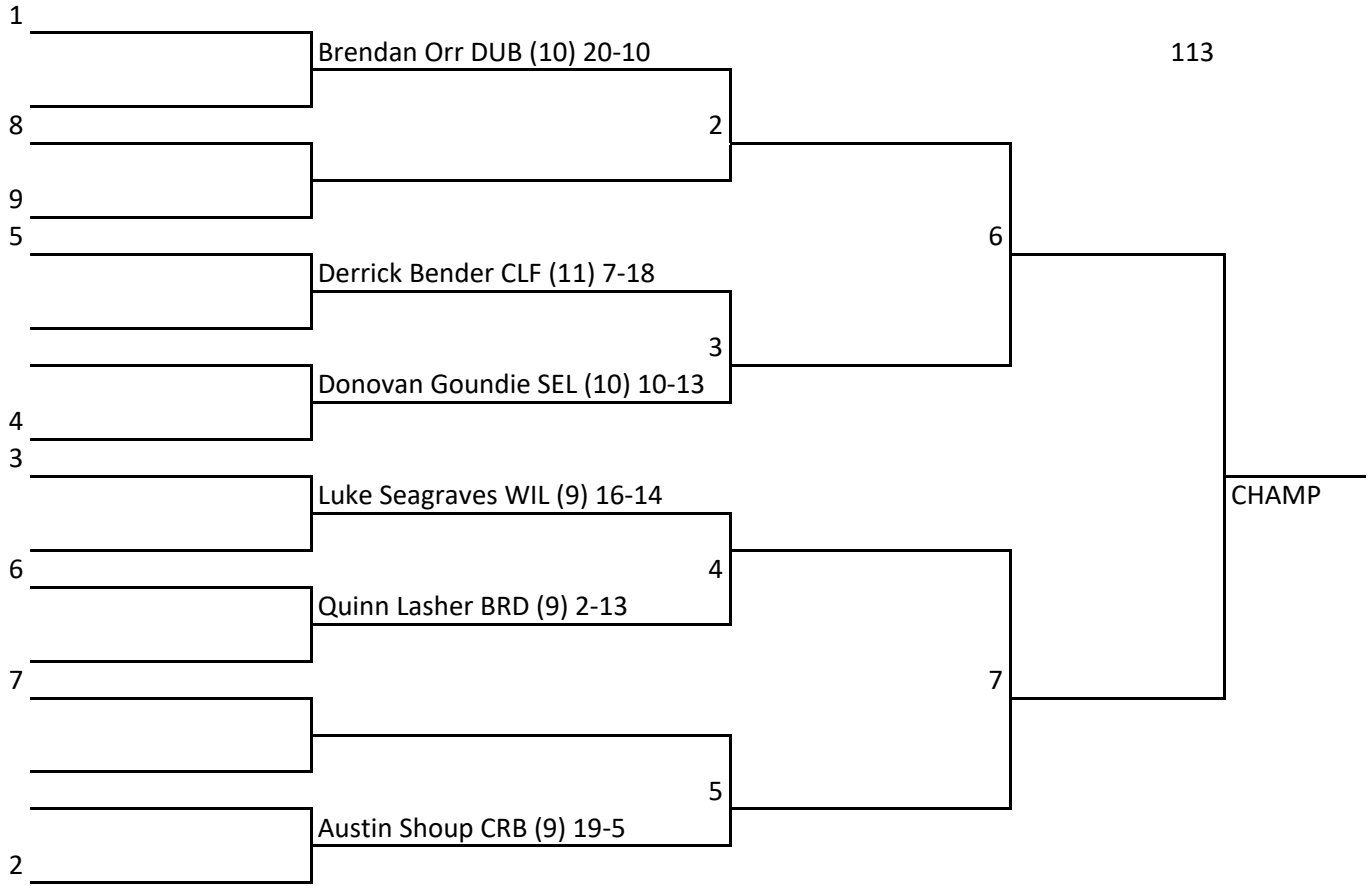 1
Brendan Orr DUB (10) 20-10
113
8
2
9
5
6
Derrick Bender CLF (11) 7-18
3
Donovan Goundie SEL (10) 10-13
4
3
Luke Seagraves WIL (9) 16-14
CHAMP
6
4
Quinn Lasher BRD (9) 2-13
7
7
5
Austin Shoup CRB (9) 19-5
2